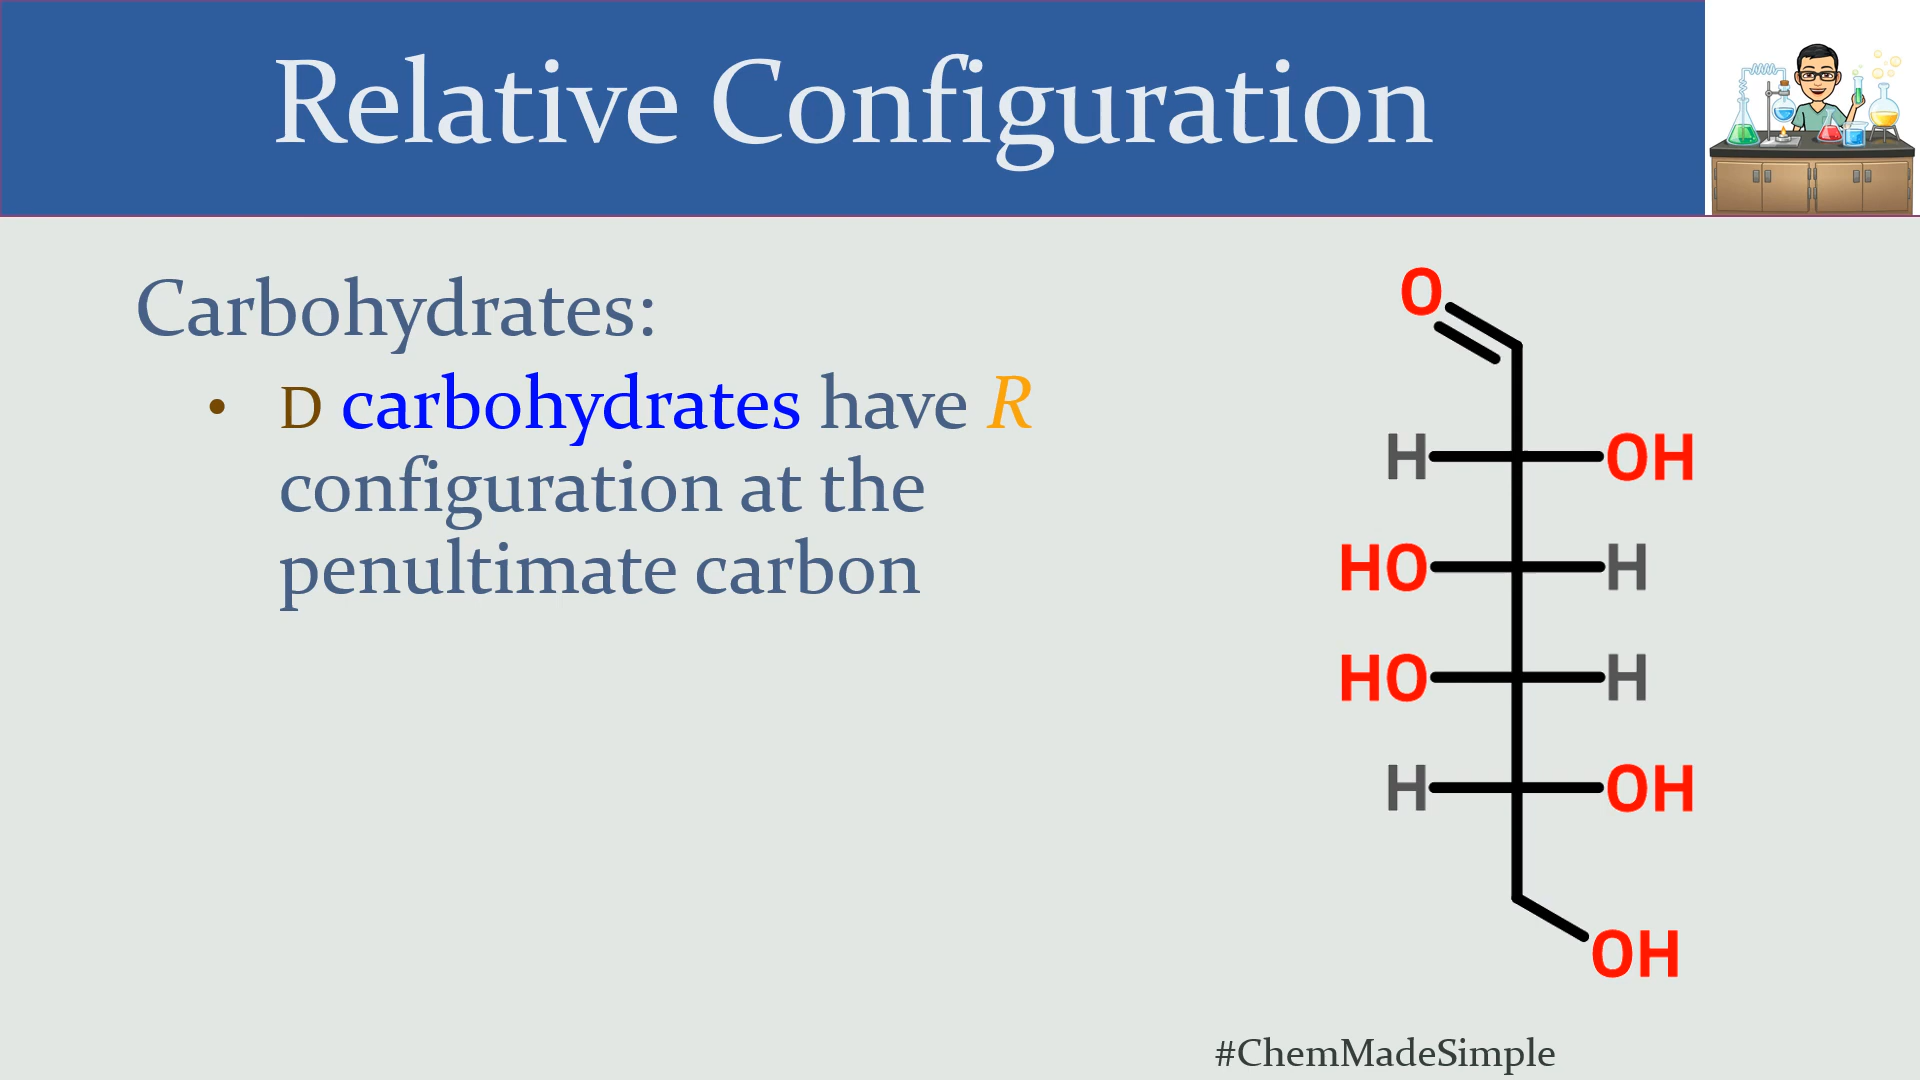 Relative Configuration
Carbohydrates:
• D carbohydrates have R
configuration at the
penultimate carbon
O
H OH
HO H
HO H
H OH
OH
#ChemMadeSimple